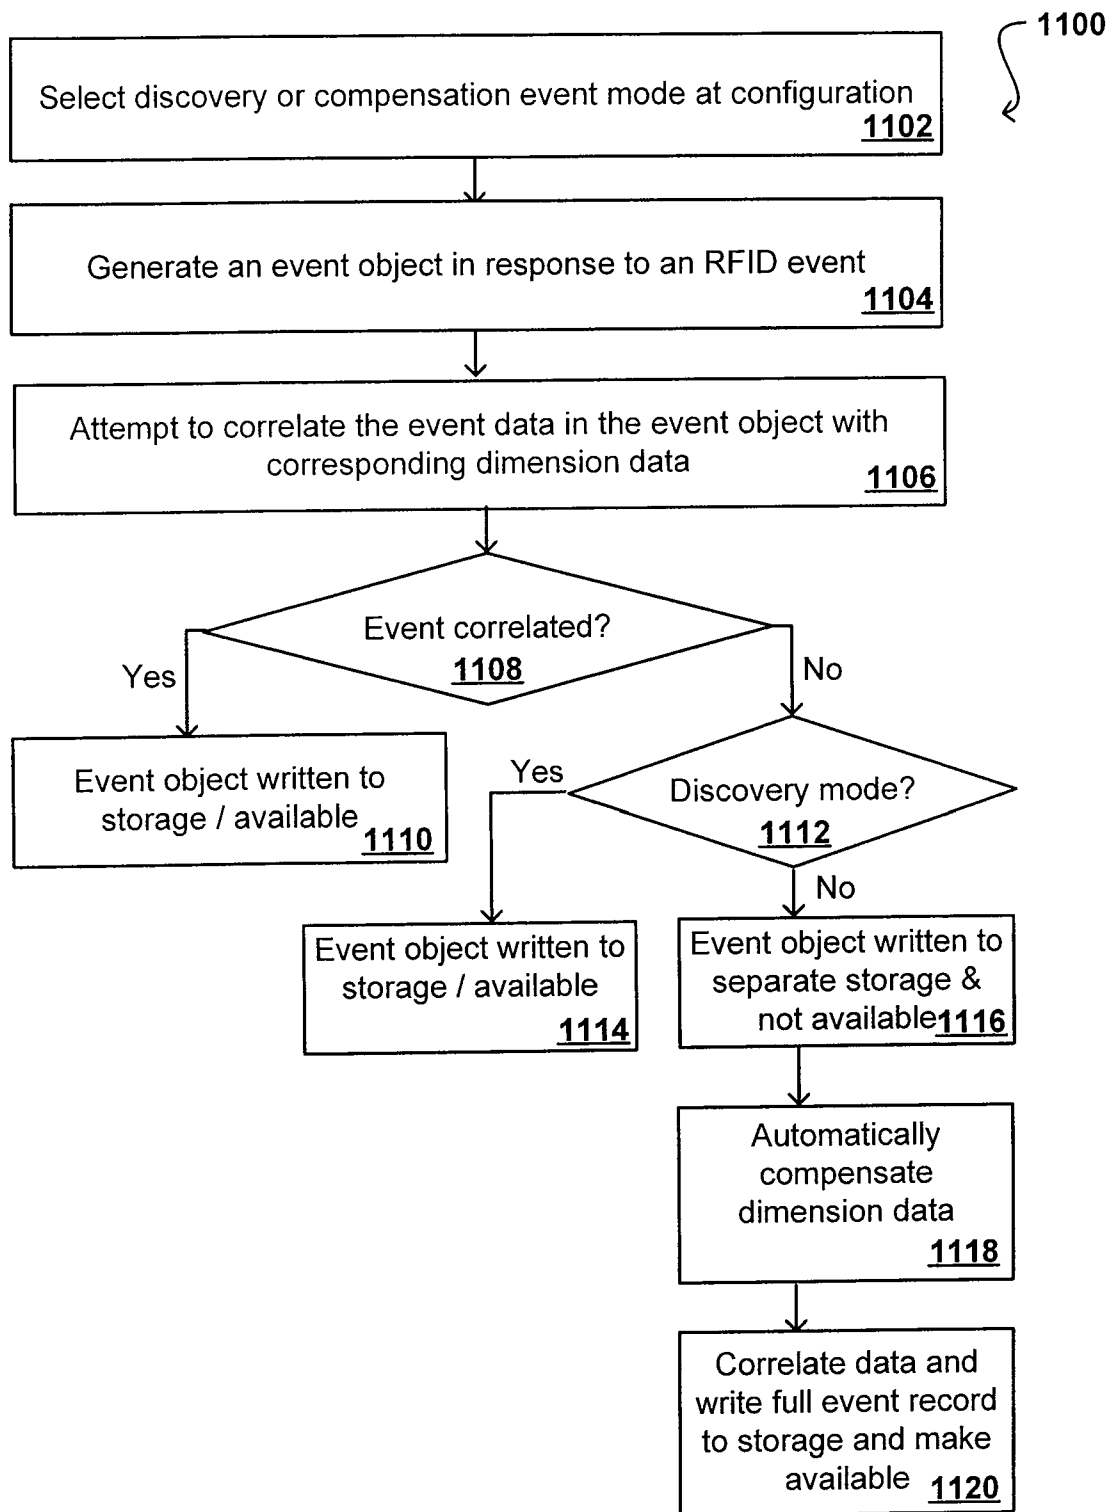 1100
Select discovery or compensation event mode at configuration
1102
Generate an event object in response to an RFID event
1104
Attempt to correlate the event data in the event object with
corresponding dimension data
1106
Event correlated?
1108
Yes
No
Event object written to
storage / available
1110
Discovery mode?
1112
Yes
No
Event object written to
storage / available
1114
Event object written to
separate storage &
not available 1116
Automatically
compensate
dimension data
1118
Correlate data and
write full event record
to storage and make
available 1120